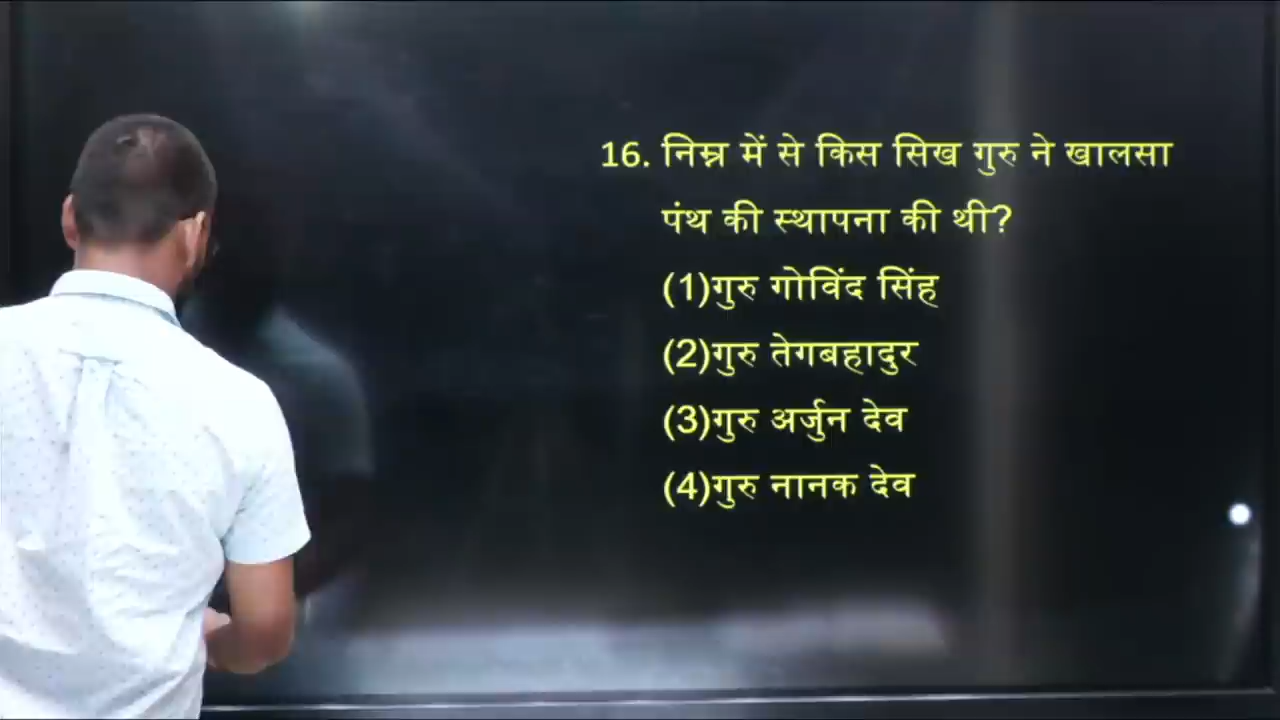 16. निम्न में से किस सिख गुरु ने खालसा
पंथ की स्थापना की थी?
(1)गुरु गोविंद सिंह
(2)गुरु तेगबहादुर
(3)गुरु अर्जुन देव
(4)गुरु नानक देव